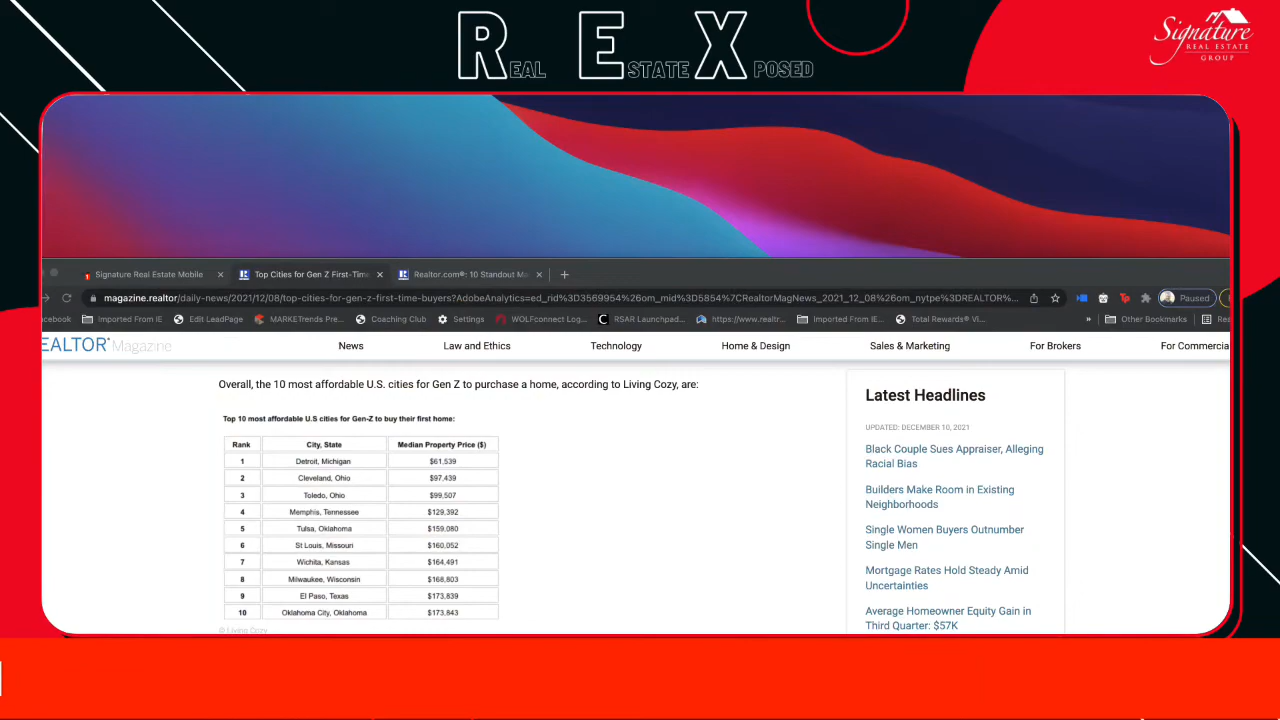 REAL ESTATE XPOSED
Signature
REAL ESTATE
GROUP
Signature Real Estate Mobile
Top Cities for Gen Z First-Time
Realtor.com®: 10 Standout Ma
magazine.realtor/daily-news/2021/12/08/top-cities-for-gen-z-first-time-buyers?AdobeAnalytics=ed_rid%3D3569954%26om_mid%3D5854%7CRealtorMagNews_2021_12_08%26om_nytpe%3DREALTOR%...
Paused
cebook Imported From IE Edit LeadPage MARKETrends Pre... Coaching Club Settings WOLFconnect Log... RSAR Launchpad... https://www.realtr... Imported From IE... Total Rewards® Vi... » Other Bookmarks Rea
EALTOR® Magazine
News Law and Ethics Technology Home & Design Sales & Marketing For Brokers For Commercia
Overall, the 10 most affordable U.S. cities for Gen Z to purchase a home, according to Living Cozy, are:
Top 10 most affordable U.S cities for Gen-Z to buy their first home:
Rank City, State Median Property Price ($)
1 Detroit, Michigan $61,539
2 Cleveland, Ohio $97,439
3 Toledo, Ohio $99,507
4 Memphis, Tennessee $129,392
5 Tulsa, Oklahoma $159,080
6 St Louis, Missouri $160,052
7 Wichita, Kansas $164,491
8 Milwaukee, Wisconsin $168,803
9 El Paso, Texas $173,839
10 Oklahoma City, Oklahoma $173,843
© Living Cozy
Latest Headlines
UPDATED: DECEMBER 10, 2021
Black Couple Sues Appraiser, Alleging
Racial Bias
Builders Make Room in Existing
Neighborhoods
Single Women Buyers Outnumber
Single Men
Mortgage Rates Hold Steady Amid
Uncertainties
Average Homeowner Equity Gain in
Third Quarter: $57K